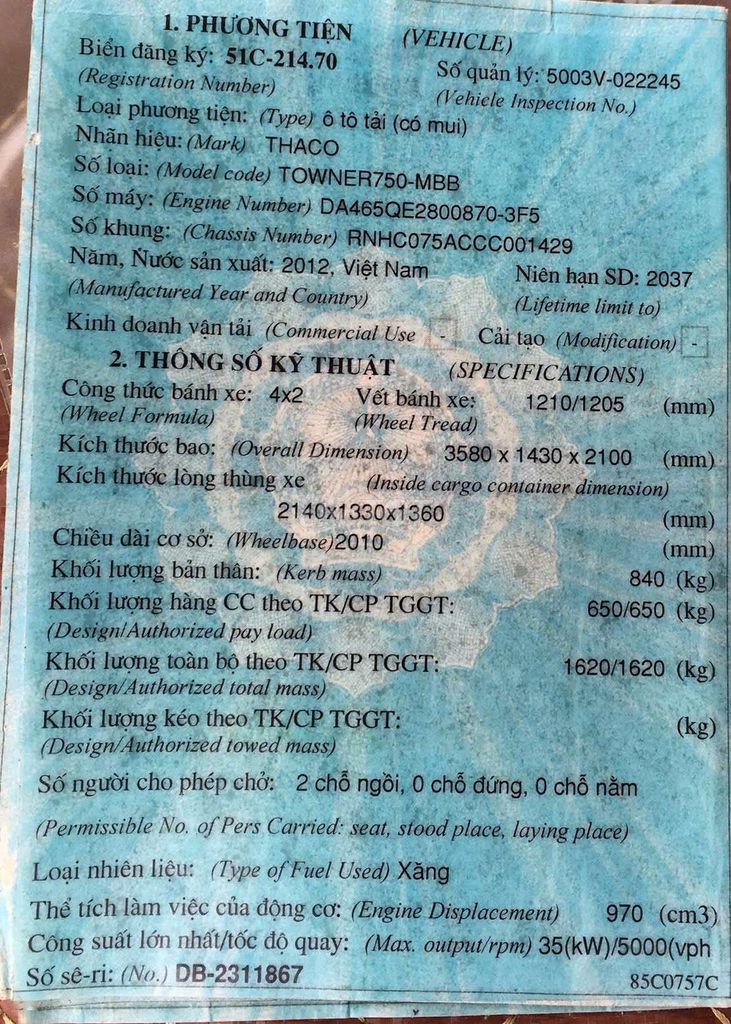 1. PHƯƠNG TIỆN (VEHICLE)
Biển đăng ký: 51C-214.70 Số quản lý: 5003V-022245
(Registration Number) (Vehicle Inspection No.)
Loại phương tiện: (Type) ô tô tải (có mui)
Nhãn hiệu: (Mark) THACO
Số loại: (Model code) TOWNER750-MBB
Số máy: (Engine Number) DA465QE2800870-3F5
Số khung: (Chassis Number) RNHC075ACCC001429
Năm, Nước sản xuất: 2012, Việt Nam Niên hạn SD: 2037
(Manufactured Year and Country) (Lifetime limit to)
Kinh doanh vận tải (Commercial Use - Cải tạo (Modification) -
2. THÔNG SỐ KỸ THUẬT (SPECIFICATIONS)
Công thức bánh xe: 4x2 Vết bánh xe: 1210/1205 (mm)
(Wheel Formula) (Wheel Tread)
Kích thước bao: (Overall Dimension) 3580 x 1430 x 2100 (mm)
Kích thước lòng thùng xe (Inside cargo container dimension)
2140x1330x1360 (mm)
Chiều dài cơ sở: (Wheelbase)2010 (mm)
Khối lượng bản thân: (Kerb mass) 840 (kg)
Khối lượng hàng CC theo TK/CP TGGT: 650/650 (kg)
(Design/Authorized pay load)
Khối lượng toàn bộ theo TK/CP TGGT: 1620/1620 (kg)
(Design/Authorized total mass)
Khối lượng kéo theo TK/CP TGGT: (kg)
(Design/Authorized towed mass)
Số người cho phép chở: 2 chỗ ngồi, 0 chỗ đứng, 0 chỗ nằm
(Permissible No. of Pers Carried: seat, stood place, laying place)
Loại nhiên liệu: (Type of Fuel Used) Xăng
Thể tích làm việc của động cơ: (Engine Displacement) 970 (cm3)
Công suất lớn nhất/tốc độ quay: (Max. output/rpm) 35(kW)/5000(vph
Số sê-ri: (No.) DB-2311867 85C0757C